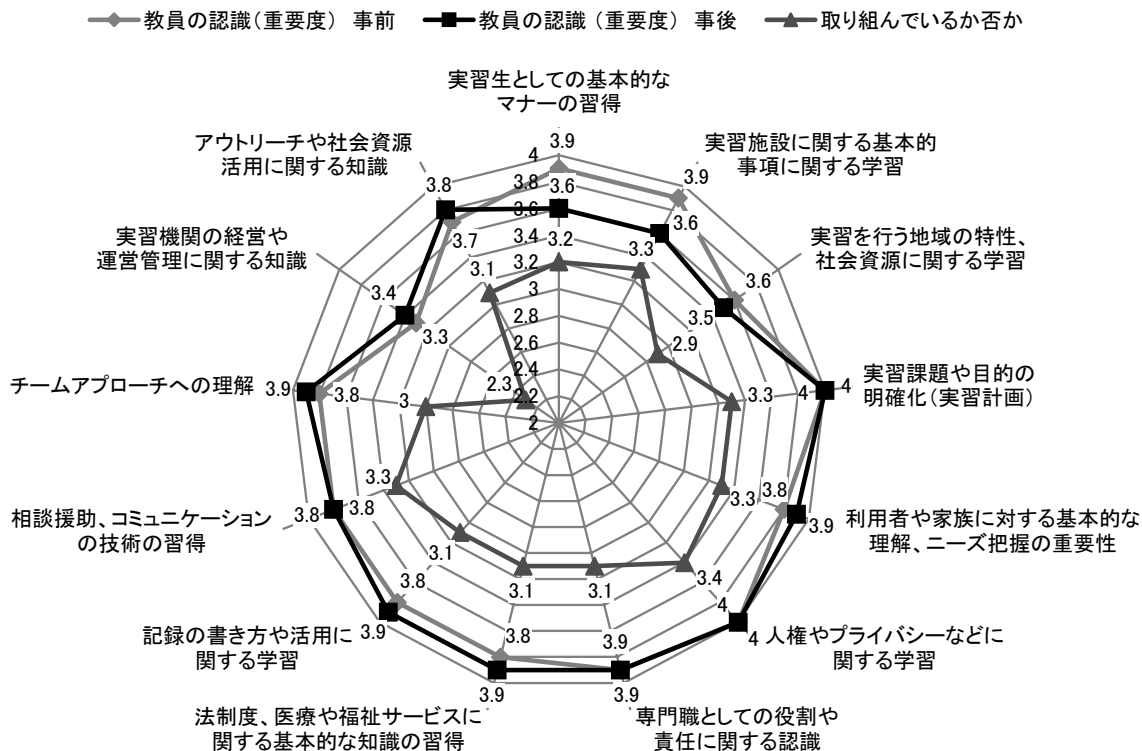 教員の認識（重要度） 事前
教員の認識 （重要度） 事後
取り組んでいるか否か
実習生としての基本的な
マナーの習得
実習施設に関する基本的
事項に関する学習
実習を行う地域の特性、
社会資源に関する学習
実習課題や目的の
明確化（実習計画）
利用者や家族に対する基本的な
理解、ニーズ把握の重要性
人権やプライバシーなどに
関する学習
専門職としての役割や
責任に関する認識
法制度、医療や福祉サービスに
関する基本的な知識の習得
記録の書き方や活用に
関する学習
相談援助、コミュニケーション
の技術の習得
チームアプローチへの理解
実習機関の経営や
運営管理に関する知識
アウトリーチや社会資源
活用に関する知識
4
3.8
3.6
3.4
3.2
3
2.8
2.6
2.4
2.2
2
3.9
3.9
3.6
4
3.8
4
3.9
3.8
3.8
3.8
3.8
3.3
3.7
3.6
3.6
3.5
4
3.9
4
3.9
3.9
3.9
3.8
3.9
3.4
3.8
3.2
3.3
2.9
3.3
3.3
3.4
3.1
3.1
3.1
3.3
3
2.3
3.1